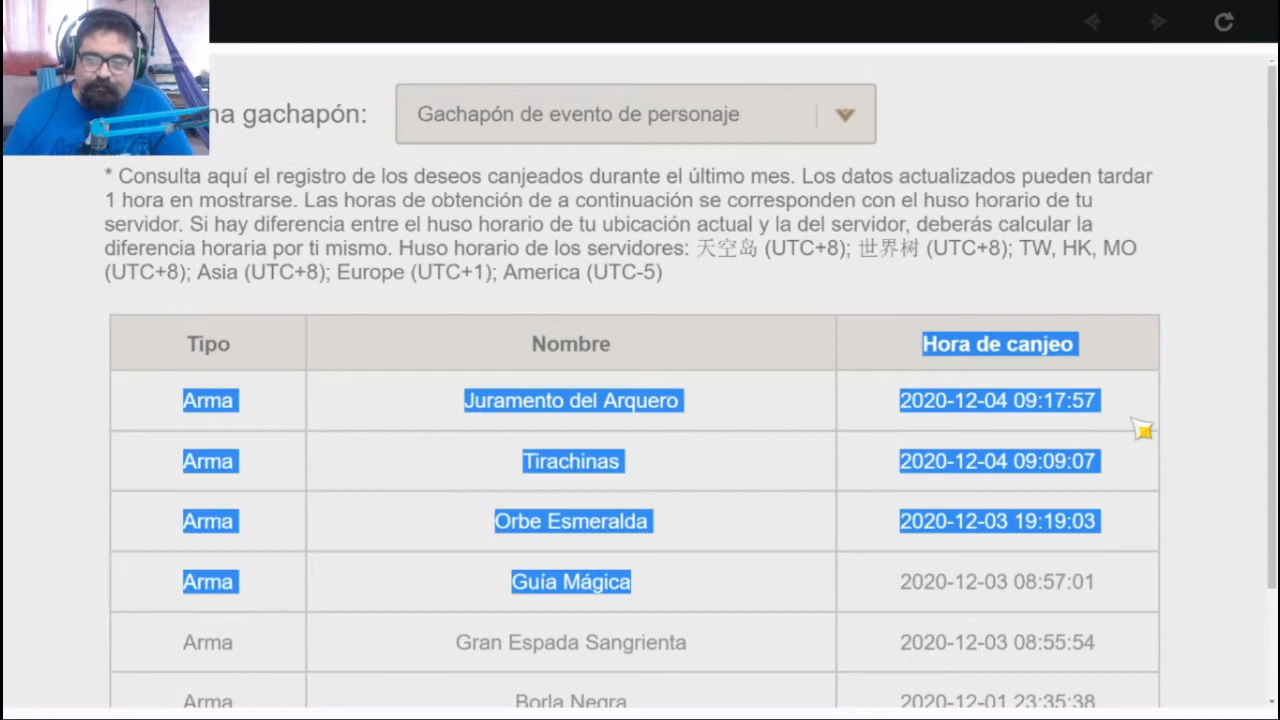 na gachapón:
Gachapón de evento de personaje
* Consulta aquí el registro de los deseos canjeados durante el último mes. Los datos actualizados pueden tardar
1 hora en mostrarse. Las horas de obtención de a continuación se corresponden con el huso horario de tu
servidor. Si hay diferencia entre el huso horario de tu ubicación actual y la del servidor, deberás calcular la
diferencia horaria por ti mismo. Huso horario de los servidores: 天空岛 (UTC+8); 世界树 (UTC+8); TW, HK, MO
(UTC+8); Asia (UTC+8); Europe (UTC+1); America (UTC-5)
Tipo Nombre Hora de canjeo
Arma Juramento del Arquero 2020-12-04 09:17:57
Arma Tirachinas 2020-12-04 09:09:07
Arma Orbe Esmeralda 2020-12-03 19:19:03
Arma Guía Mágica 2020-12-03 08:57:01
Arma Gran Espada Sangrienta 2020-12-03 08:55:54
Arma Borla Negra 2020-12-01 23:35:38